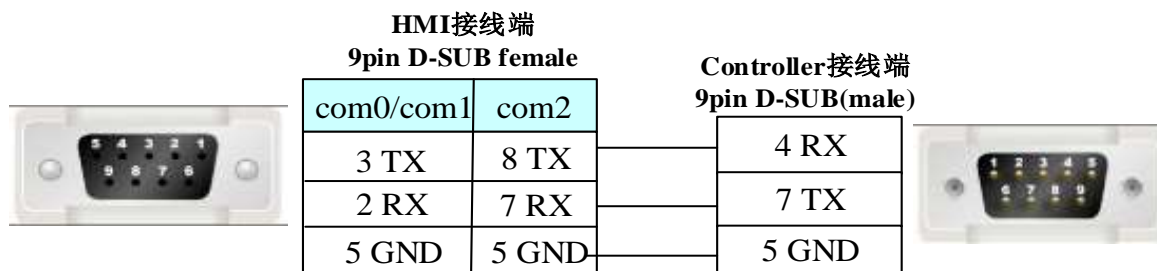 HMI接线端
9pin D-SUB female
Controller接线端
9pin D-SUB(male)
com0/com1 com2
3 TX 8 TX 4 RX
2 RX 7 RX 7 TX
5 GND 5 GND 5 GND
5 4 3 2 1
9 8 7 6
1 2 3 4 5
6 7 8 9